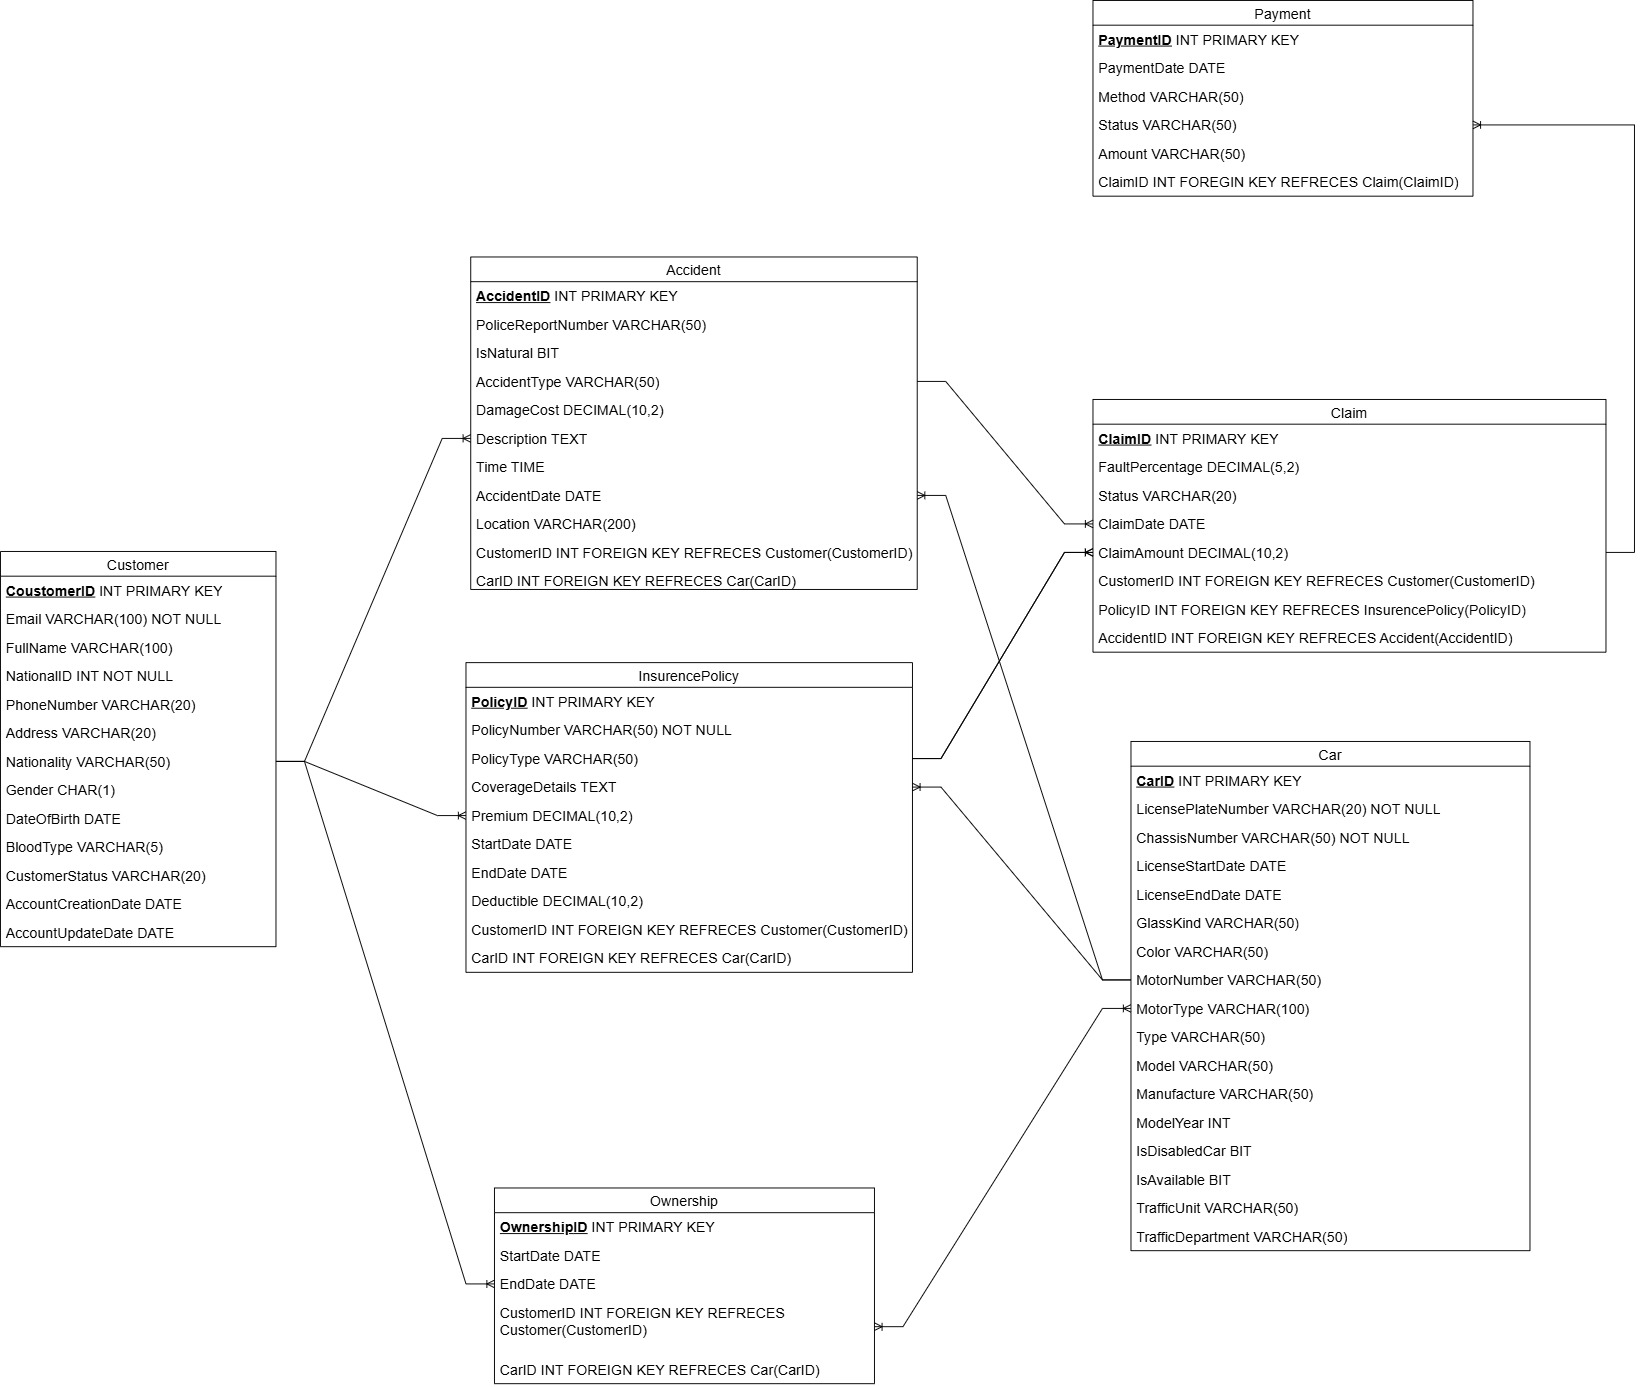 Payment
PaymentID INT PRIMARY KEY
PaymentDate DATE
Method VARCHAR(50)
Status VARCHAR(50)
Amount VARCHAR(50)
ClaimID INT FOREGIN KEY REFRECES Claim(ClaimID)
Accident
AccidentID INT PRIMARY KEY
PoliceReportNumber VARCHAR(50)
IsNatural BIT
AccidentType VARCHAR(50)
DamageCost DECIMAL(10,2)
Description TEXT
Time TIME
AccidentDate DATE
Location VARCHAR(200)
CustomerID INT FOREIGN KEY REFRECES Customer(CustomerID)
CarID INT FOREIGN KEY REFRECES Car(CarID)
Claim
ClaimID INT PRIMARY KEY
FaultPercentage DECIMAL(5,2)
Status VARCHAR(20)
ClaimDate DATE
ClaimAmount DECIMAL(10,2)
CustomerID INT FOREIGN KEY REFRECES Customer(CustomerID)
PolicyID INT FOREIGN KEY REFRECES InsurencePolicy(PolicyID)
AccidentID INT FOREIGN KEY REFRECES Accident(AccidentID)
Customer
CoustomerID INT PRIMARY KEY
Email VARCHAR(100) NOT NULL
FullName VARCHAR(100)
NationalID INT NOT NULL
PhoneNumber VARCHAR(20)
Address VARCHAR(20)
Nationality VARCHAR(50)
Gender CHAR(1)
DateOfBirth DATE
BloodType VARCHAR(5)
CustomerStatus VARCHAR(20)
AccountCreationDate DATE
AccountUpdateDate DATE
InsurencePolicy
PolicyID INT PRIMARY KEY
PolicyNumber VARCHAR(50) NOT NULL
PolicyType VARCHAR(50)
CoverageDetails TEXT
Premium DECIMAL(10,2)
StartDate DATE
EndDate DATE
Deductible DECIMAL(10,2)
CustomerID INT FOREIGN KEY REFRECES Customer(CustomerID)
CarID INT FOREIGN KEY REFRECES Car(CarID)
Car
CarID INT PRIMARY KEY
LicensePlateNumber VARCHAR(20) NOT NULL
ChassisNumber VARCHAR(50) NOT NULL
LicenseStartDate DATE
LicenseEndDate DATE
GlassKind VARCHAR(50)
Color VARCHAR(50)
MotorNumber VARCHAR(50)
MotorType VARCHAR(100)
Type VARCHAR(50)
Model VARCHAR(50)
Manufacture VARCHAR(50)
ModelYear INT
IsDisabledCar BIT
IsAvailable BIT
TrafficUnit VARCHAR(50)
TrafficDepartment VARCHAR(50)
Ownership
OwnershipID INT PRIMARY KEY
StartDate DATE
EndDate DATE
CustomerID INT FOREIGN KEY REFRECES
Customer(CustomerID)
CarID INT FOREIGN KEY REFRECES Car(CarID)